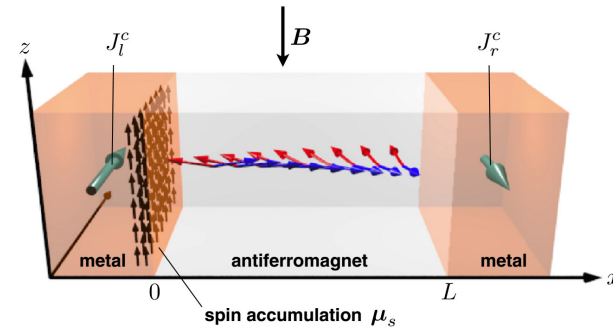 J_l^c
B
J_r^c
z
metal
antiferromagnet
metal
x
0
L
spin accumulation μ_s